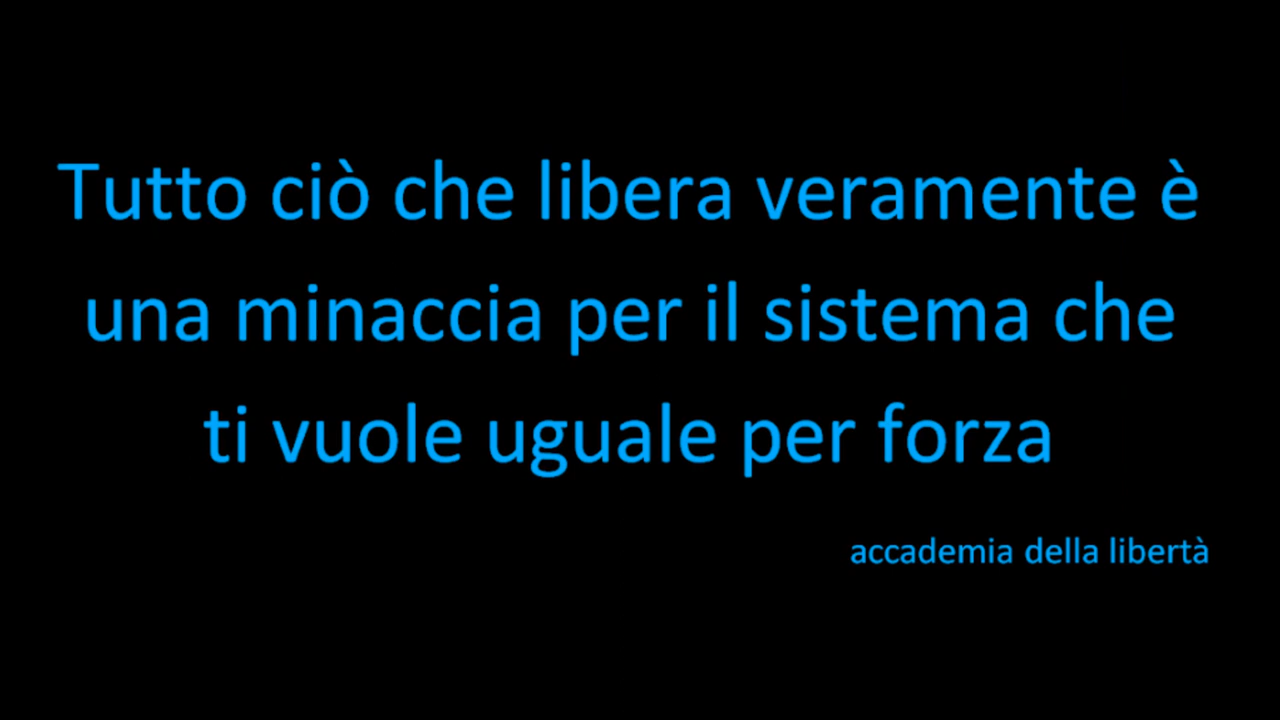 Tutto ciò che libera veramente è
una minaccia per il sistema che
ti vuole uguale per forza
accademia della libertà